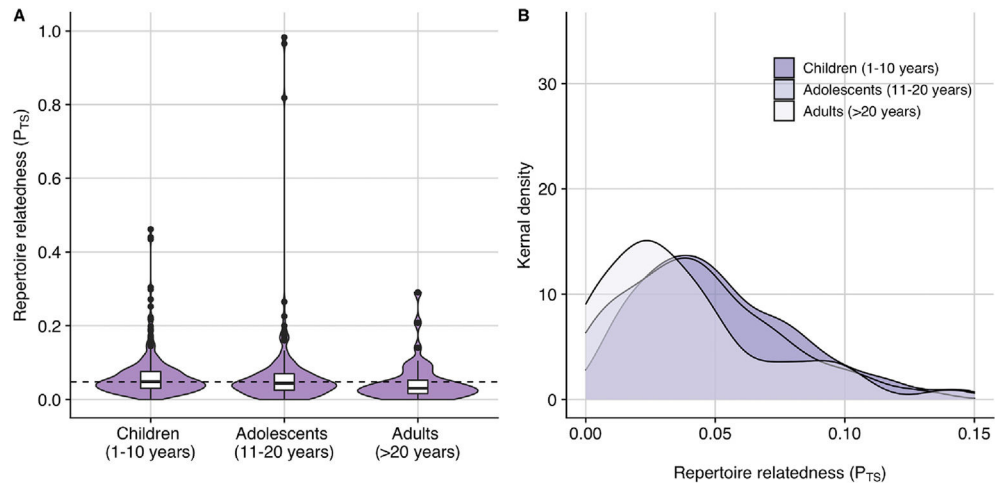 A
Repertoire relatedness (PTS)
1.0
0.8
0.6
0.4
0.2
0.0
Children
(1-10 years)
Adolescents
(11-20 years)
Adults
(>20 years)
B
Kernal density
30
20
10
0
Children (1-10 years)
Adolescents (11-20 years)
Adults (>20 years)
0.00
0.05
0.10
0.15
Repertoire relatedness (PTS)